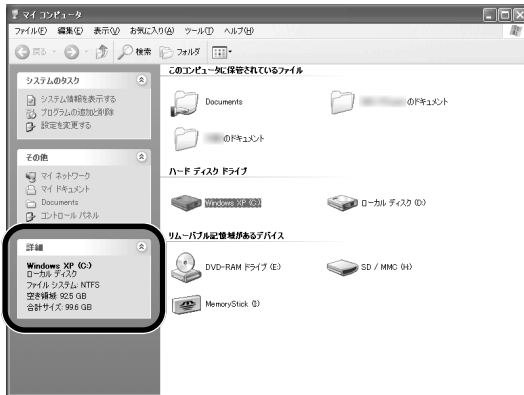 マイ コンピュータ
ファイル(F) 編集(E) 表示(V) お気に入り(A) ツール(T) ヘルプ(H)
戻る 検索 フォルダ
システムのタスク
システム情報を表示する
プログラムの追加と削除
設定を変更する
その他
マイ ネットワーク
マイ ドキュメント
Documents
コントロール パネル
詳細
Windows XP (C:)
ローカル ディスク
ファイル システム: NTFS
空き領域: 92.5 GB
合計サイズ: 99.6 GB
このコンピュータに保管されているファイル
Documents
のドキュメント
のドキュメント
ハード ディスク ドライブ
Windows XP (C:)
ローカル ディスク (D:)
リムーバブル記憶域があるデバイス
DVD-RAM ドライブ (E:)
SD / MMC (H:)
MemoryStick (I:)